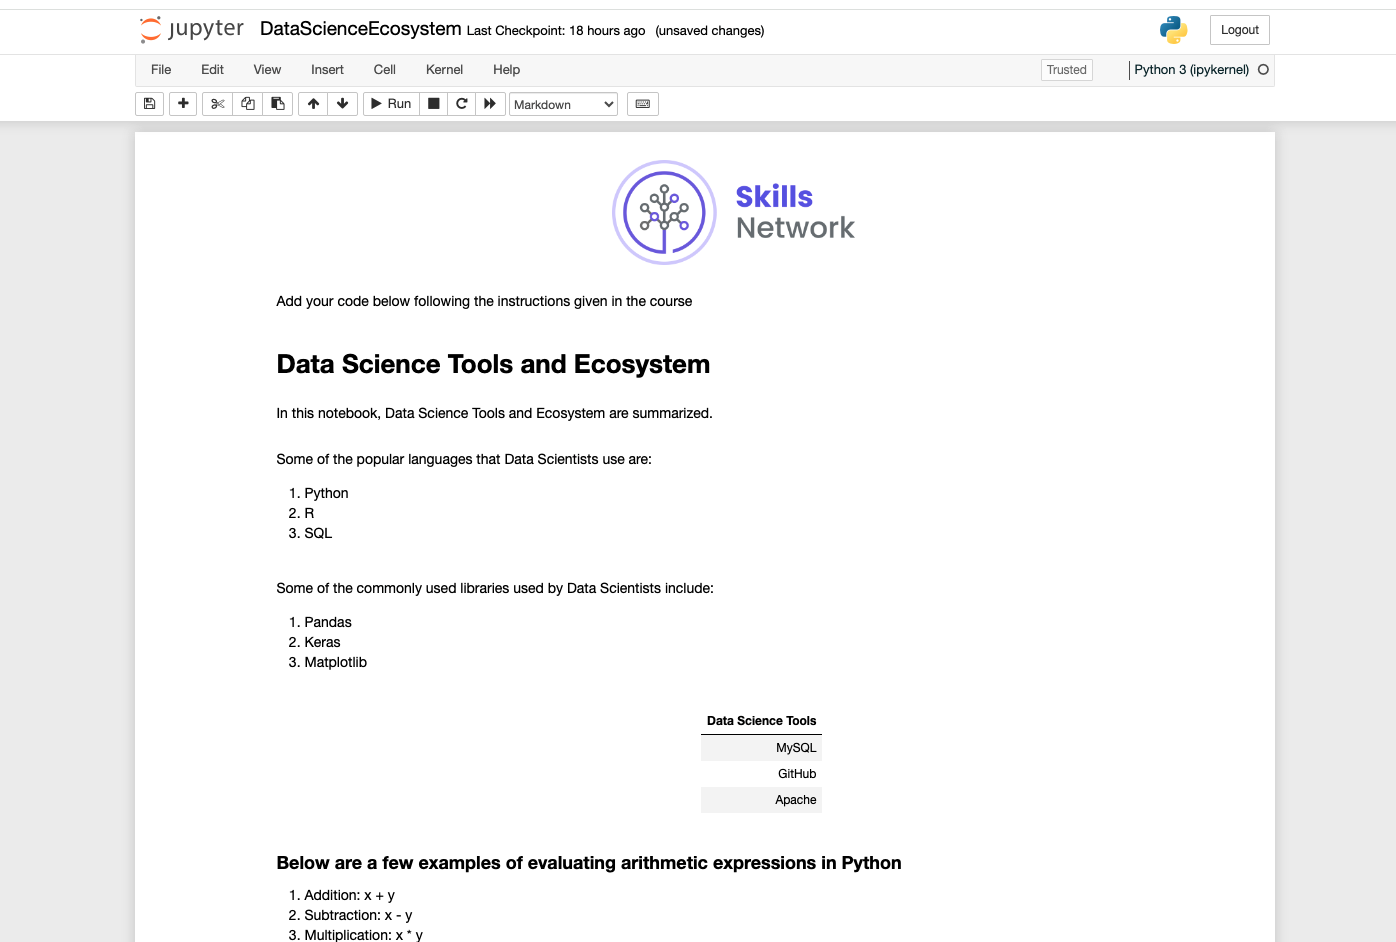 jupyter DataScienceEcosystem Last Checkpoint: 18 hours ago (unsaved changes) Logout
File Edit View Insert Cell Kernel Help Trusted Python 3 (ipykernel)
Run Markdown
Skills
Network
Add your code below following the instructions given in the course
Data Science Tools and Ecosystem
In this notebook, Data Science Tools and Ecosystem are summarized.
Some of the popular languages that Data Scientists use are:
1. Python
2. R
3. SQL
Some of the commonly used libraries used by Data Scientists include:
1. Pandas
2. Keras
3. Matplotlib
Data Science Tools
MySQL
GitHub
Apache
Below are a few examples of evaluating arithmetic expressions in Python
1. Addition: x + y
2. Subtraction: x - y
3. Multiplication: x * y